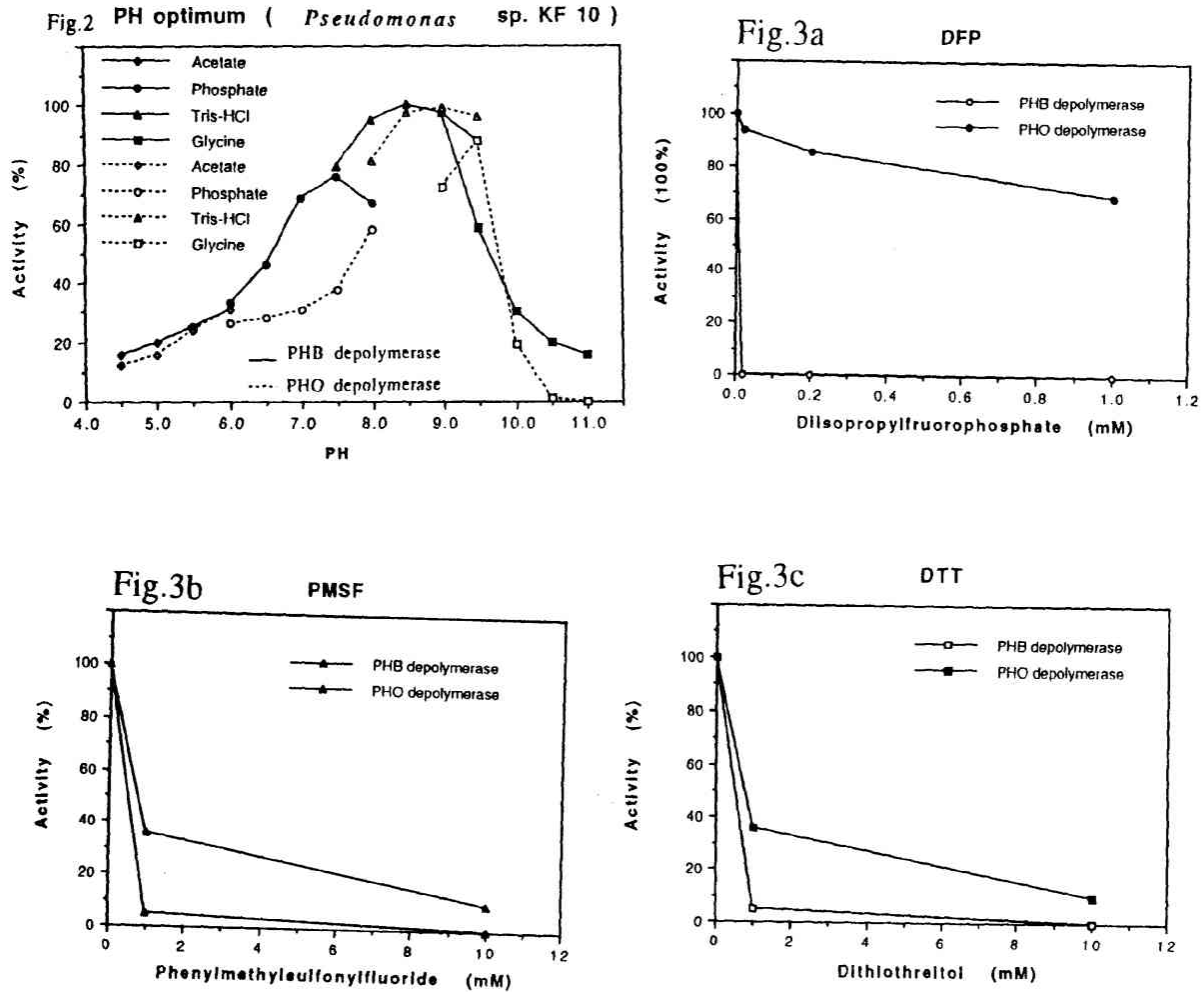 Fig.2 PH optimum ( Pseudomonas sp. KF 10 )
Acetate
Phosphate
Tris-HCl
Glycine
Acetate
Phosphate
Tris-HCl
Glycine
PHB depolymerase
PHO depolymerase
Activity (%)
100
80
60
40
20
0
4.0 5.0 6.0 7.0 8.0 9.0 10.0 11.0
PH
Fig.3a DFP
PHB depolymerase
PHO depolymerase
Activity (100%)
100
80
60
40
20
0
0.0 0.2 0.4 0.6 0.8 1.0 1.2
Diisopropylfruorophosphate (mM)
Fig.3b PMSF
PHB depolymerase
PHO depolymerase
Activity (%)
100
80
60
40
20
0
0 2 4 6 8 10 12
Phenylmethylsulfonylfluoride (mM)
Fig.3c DTT
PHB depolymerase
PHO depolymerase
Activity (%)
100
80
60
40
20
0
0 2 4 6 8 10 12
Dithiothreitol (mM)